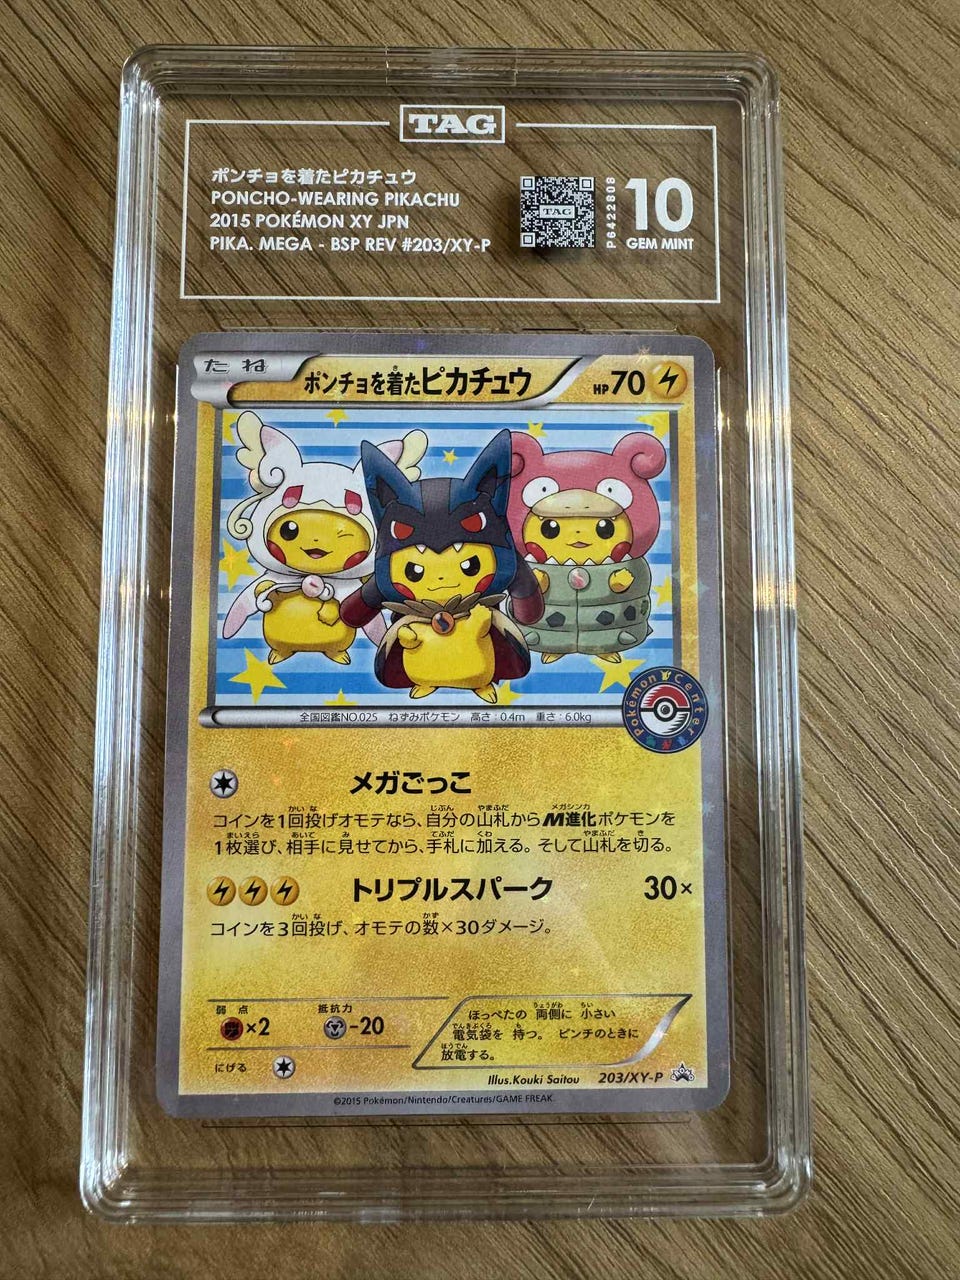 TAG
ポンチョを着たピカチュウ
PONCHO-WEARING PIKACHU
2015 POKÉMON XY JPN
PIKA. MEGA - BSP REV #203/XY-P
TAG
P6422808
10
GEM MINT
たね
ポンチョを着たピカチュウ
HP70
全国図鑑NO.025 ねずみポケモン 高さ:0.4m 重さ:6.0kg
Pokémon Center
メガごっこ
コインを1回投げオモテなら、自分の山札からM進化ポケモンを
1枚選び、相手に見せてから、手札に加える。そして山札を切る。
トリプルスパーク 30×
コインを3回投げ、オモテの数×30ダメージ。
弱点 抵抗力
×2 -20
にげる
ほっぺたの 両側に 小さい
電気袋を 持つ。 ピンチのときに
放電する。
Illus.Kouki Saitou 203/XY-P
©2015 Pokémon/Nintendo/Creatures/GAME FREAK.